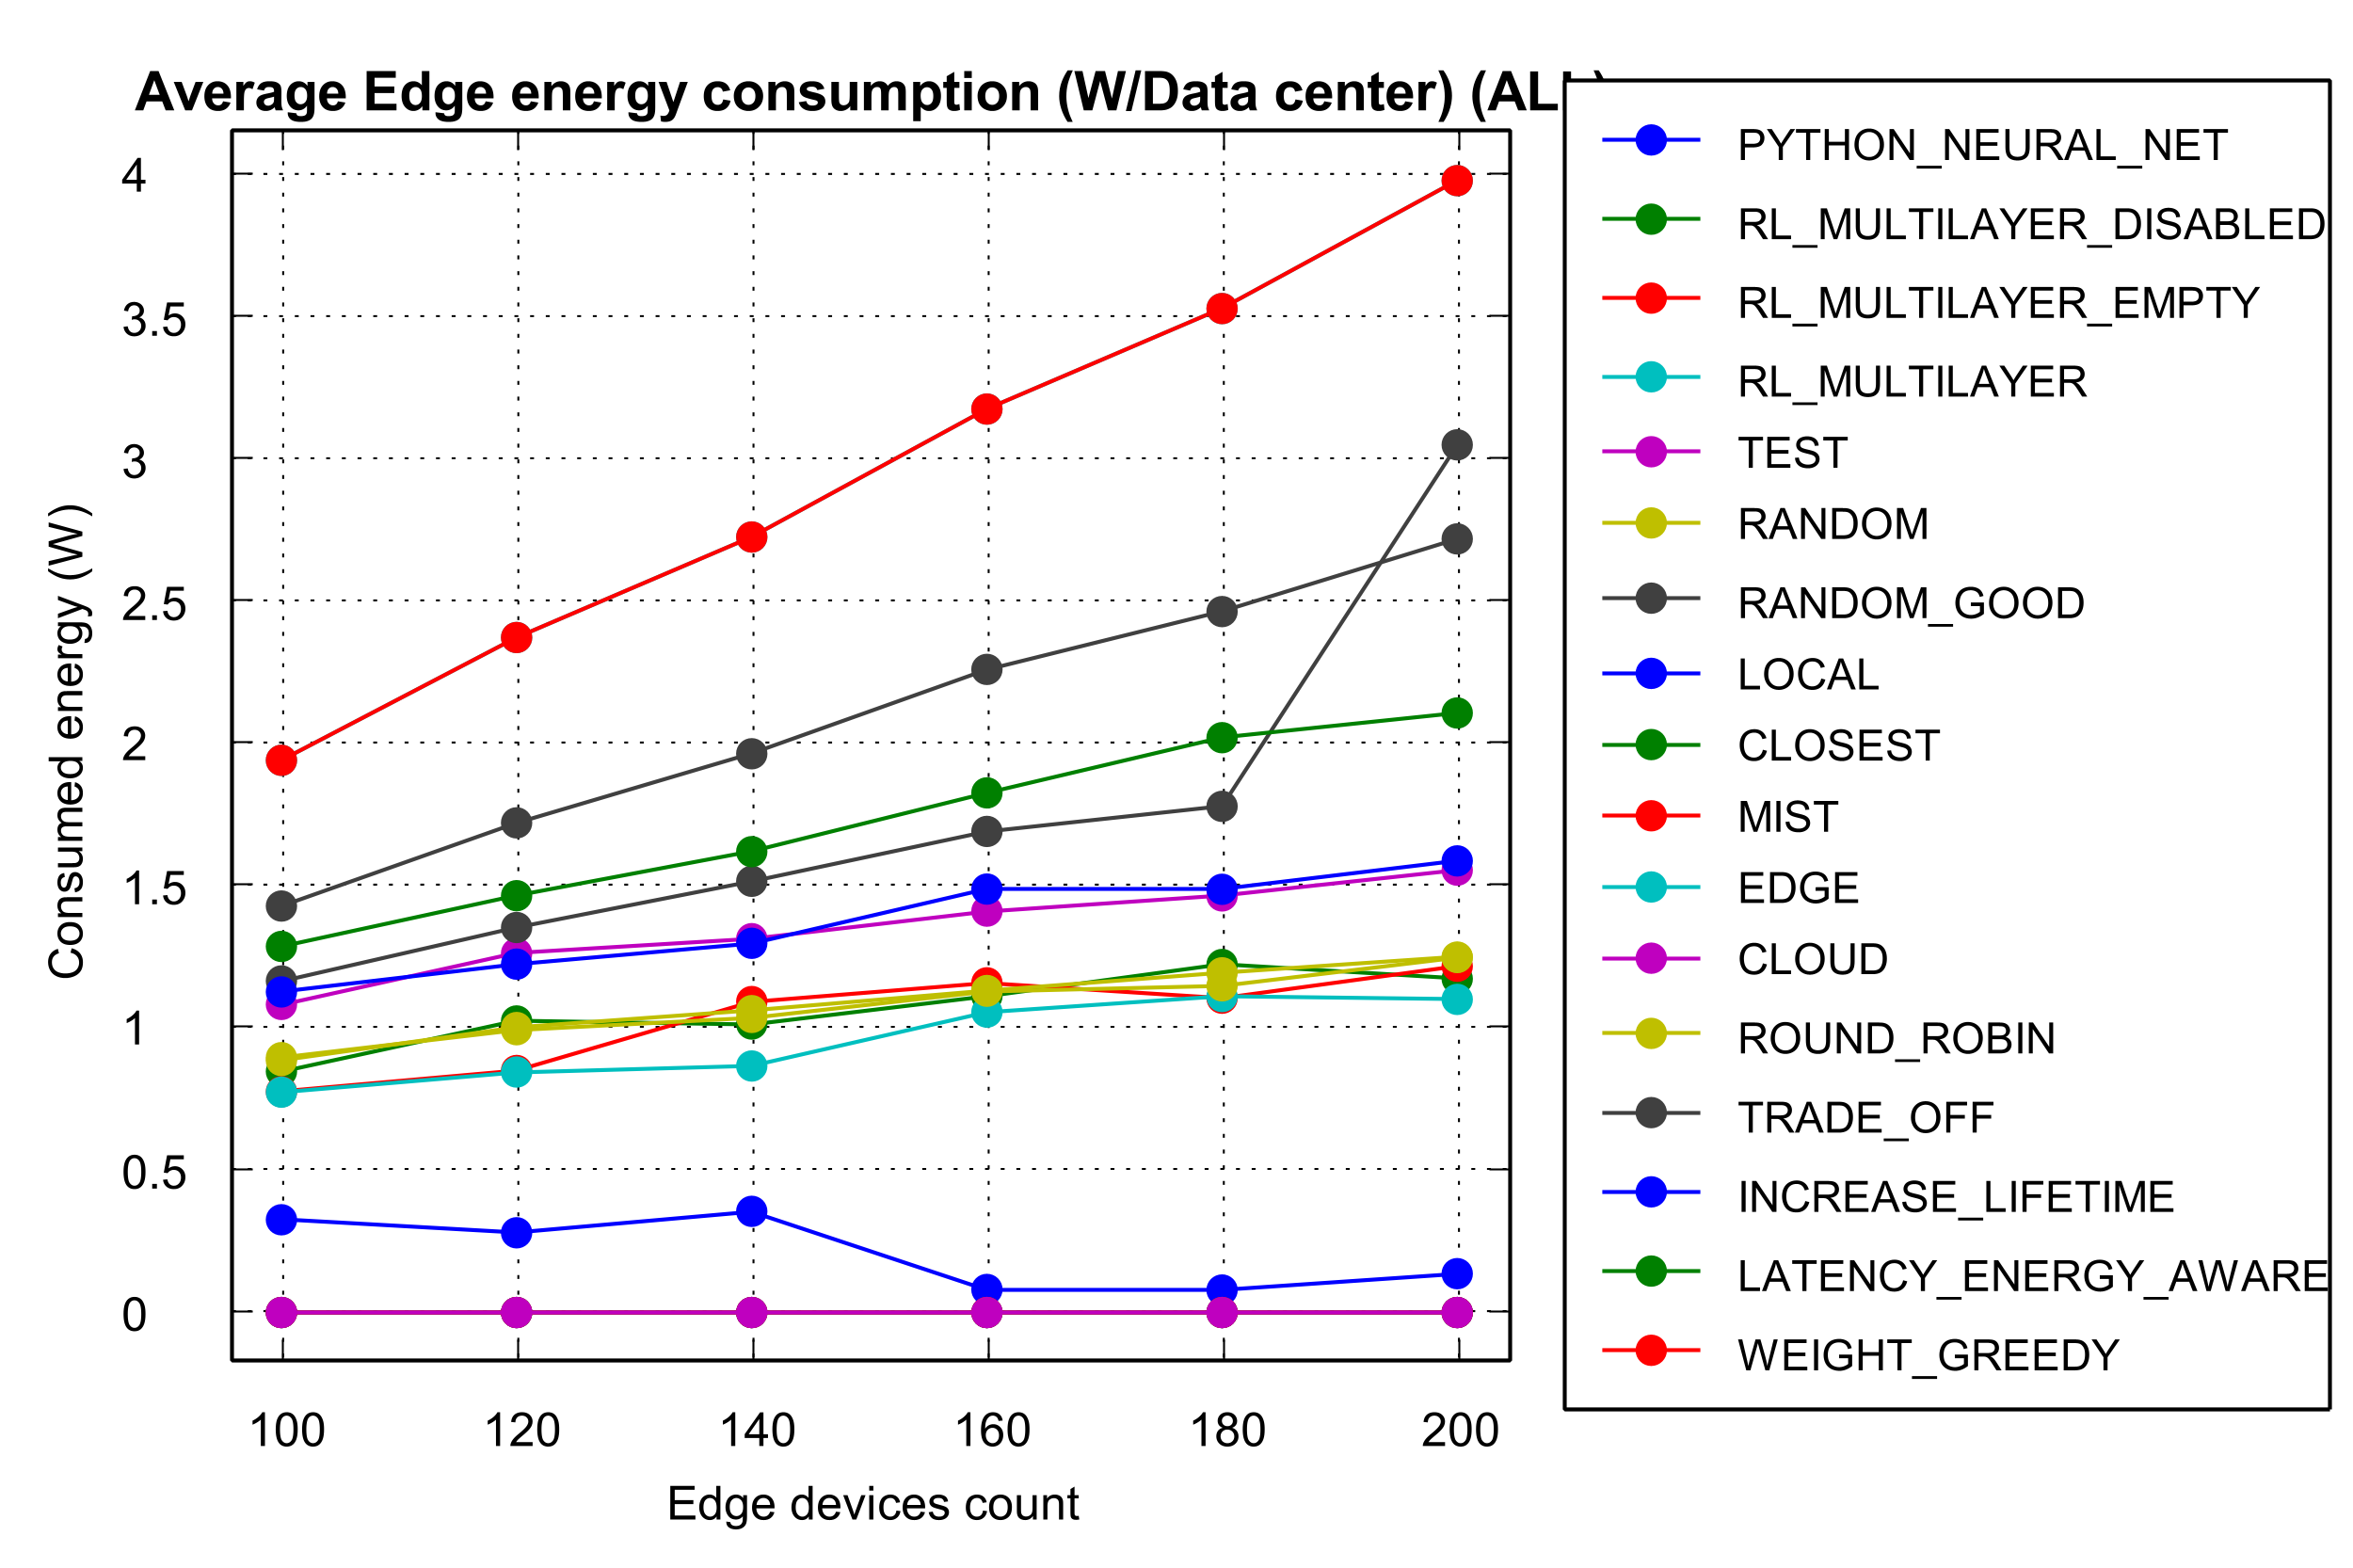 Average Edge energy consumption (W/Data center) (AL
4
3.5
3
2.5
2
1.5
1
0.5
0
Consumed energy (W)
100 120 140 160 180 200
Edge devices count
PYTHON_NEURAL_NET
RL_MULTILAYER_DISABLED
RL_MULTILAYER_EMPTY
RL_MULTILAYER
TEST
RANDOM
RANDOM_GOOD
LOCAL
CLOSEST
MIST
EDGE
CLOUD
ROUND_ROBIN
TRADE_OFF
INCREASE_LIFETIME
LATENCY_ENERGY_AWARE
WEIGHT_GREEDY